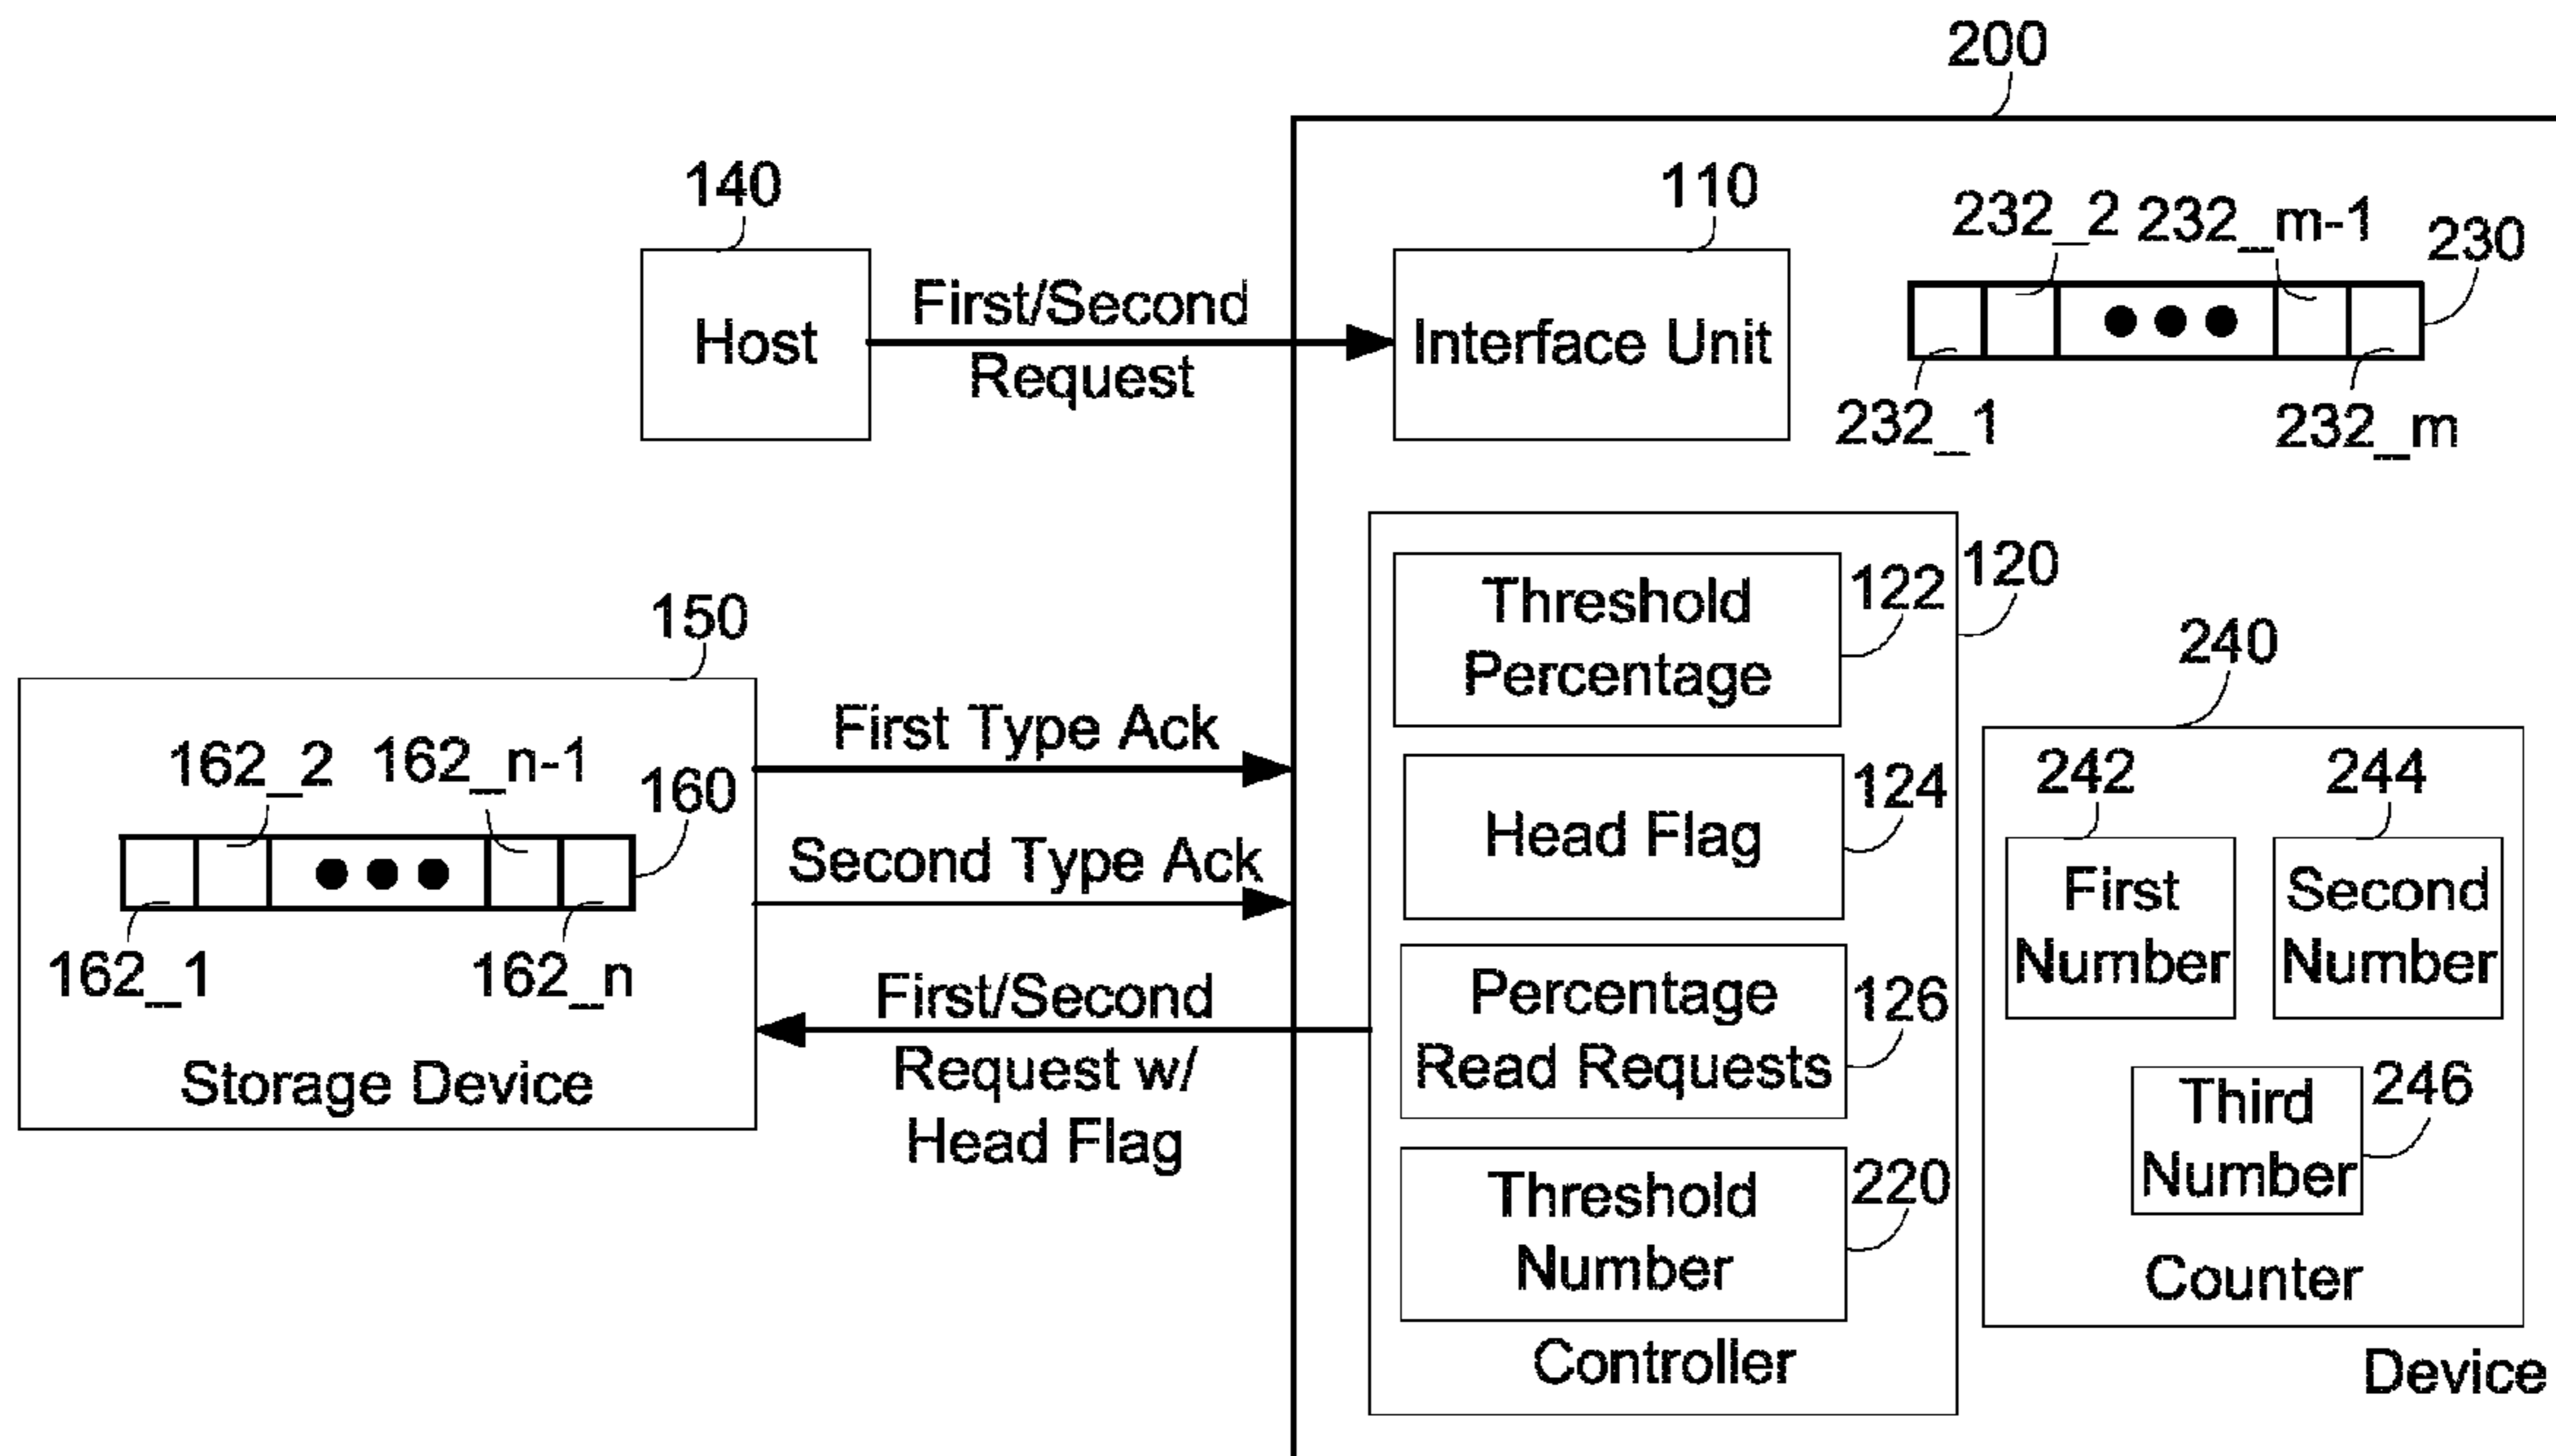 200
140
110
232_2 232_m-1
230
Host
First/Second
Request
Interface Unit
232_1
232_m
150
162_2 162_n-1
160
162_1
162_n
Storage Device
First Type Ack
Second Type Ack
First/Second
Request w/
Head Flag
120
Threshold
Percentage
122
Head Flag
124
Percentage
Read Requests
126
Threshold
Number
220
Controller
240
242
244
First
Number
Second
Number
Third
Number
246
Counter
Device